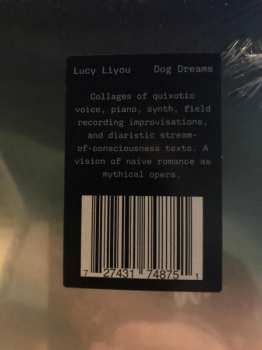 Lucy Liyou Dog Dreams
Collages of quixotic
voice, piano, synth, field
recording improvisations,
and diaristic stream-
of-consciousness texts. A
vision of naive romance as
mythical opera.
7 27431 74875 1